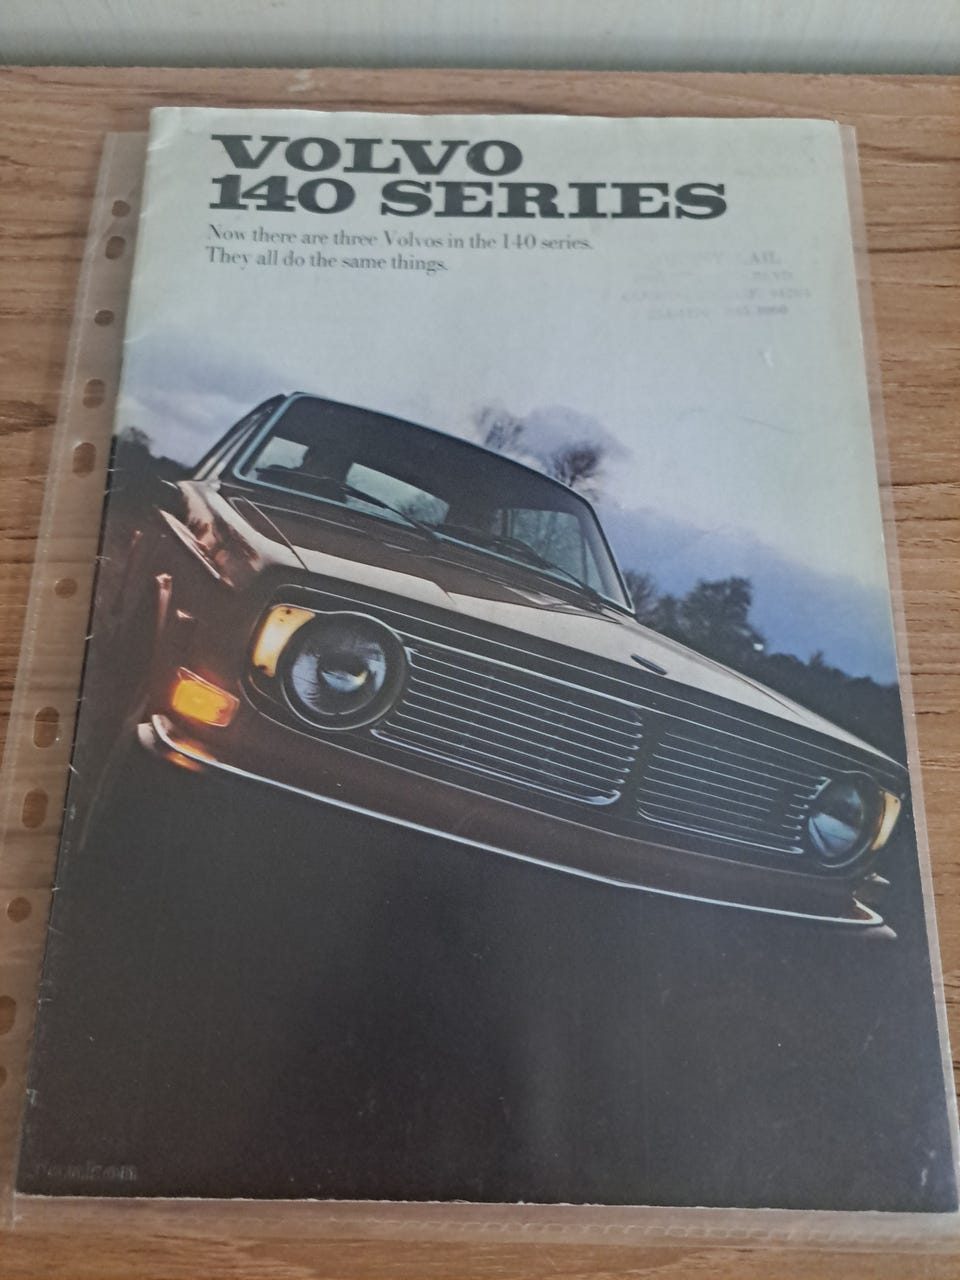 VOLVO
140 SERIES
Now there are three Volvos in the 140 series.
They all do the same things.